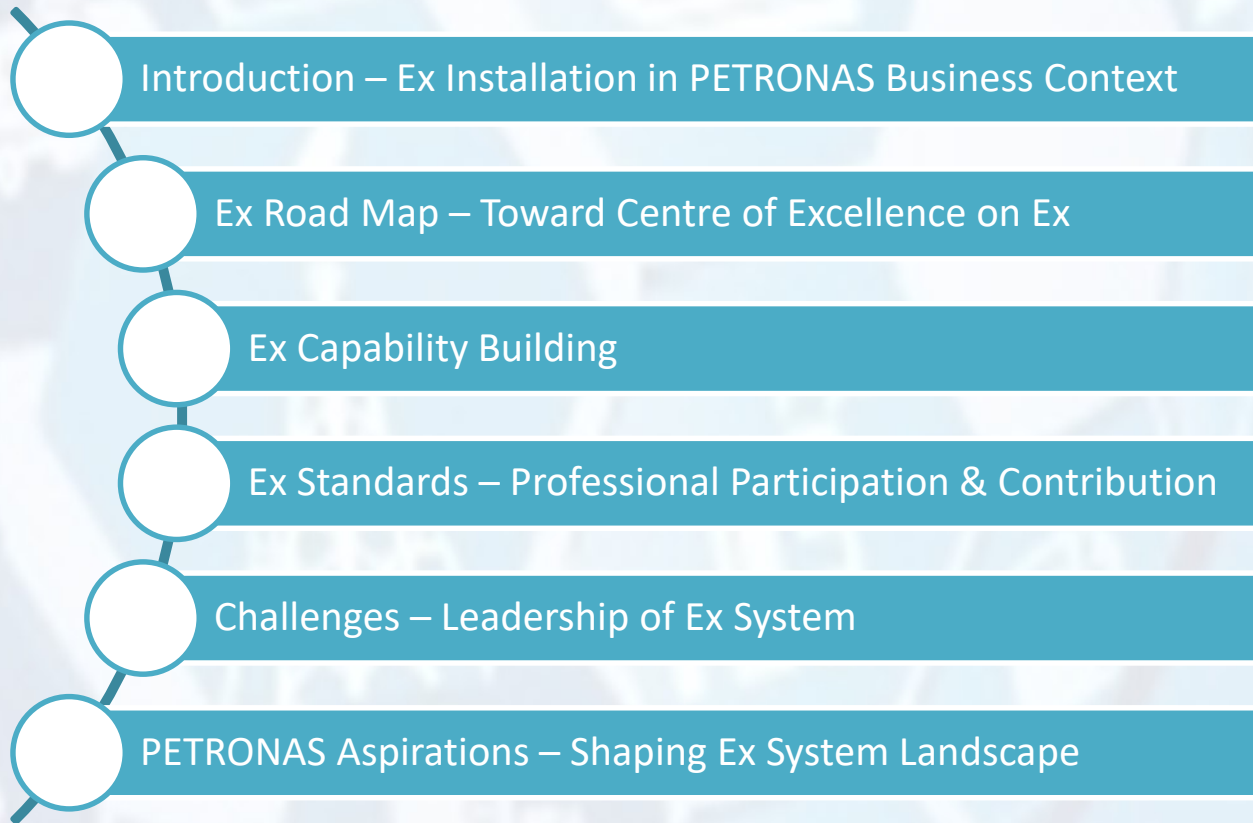 Introduction – Ex Installation in PETRONAS Business Context
Ex Road Map – Toward Centre of Excellence on Ex
Ex Capability Building
Ex Standards – Professional Participation & Contribution
Challenges – Leadership of Ex System
PETRONAS Aspirations – Shaping Ex System Landscape